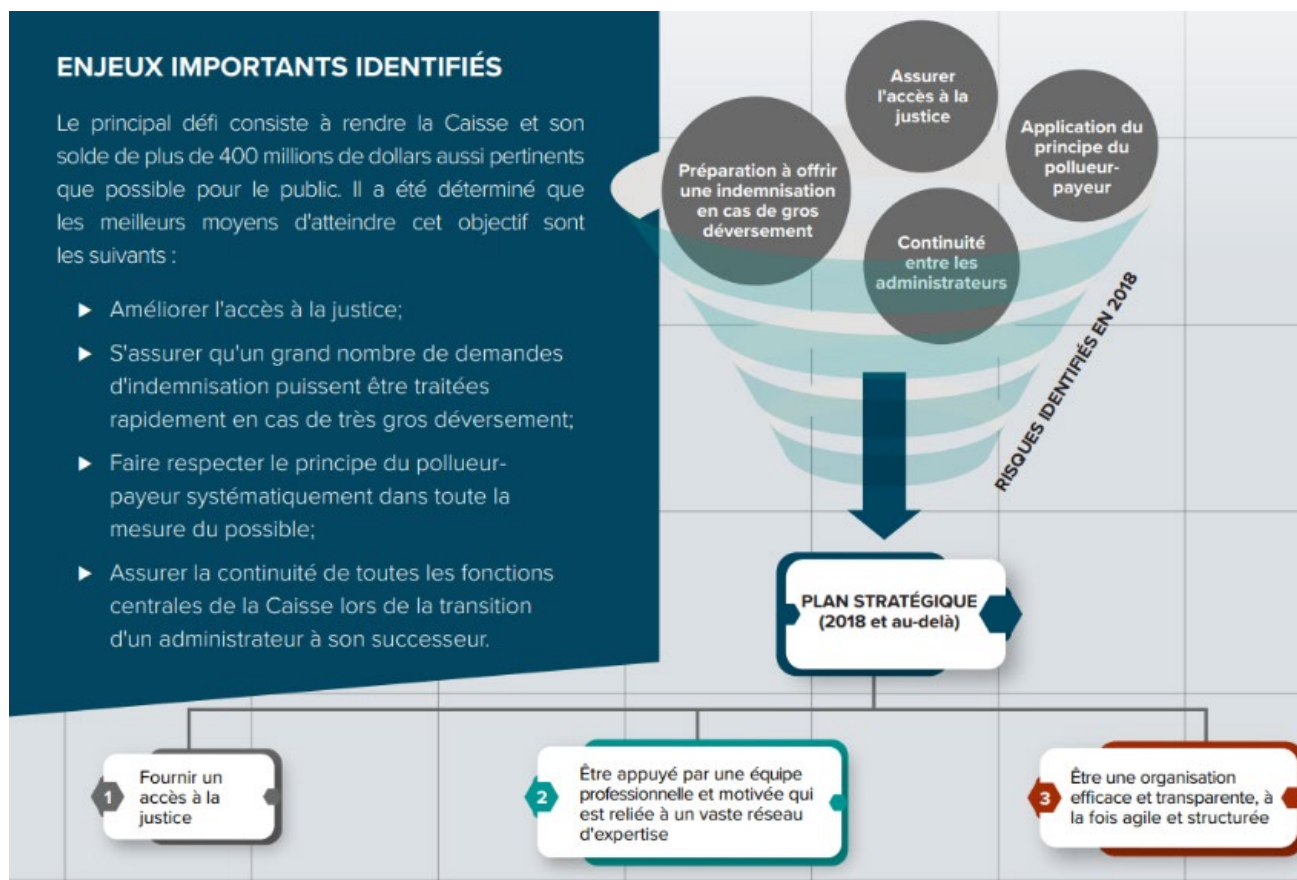 ENJEUX IMPORTANTS IDENTIFIÉS
Le principal défi consiste à rendre la Caisse et son
solde de plus de 400 millions de dollars aussi pertinents
que possible pour le public. Il a été déterminé que
les meilleurs moyens d'atteindre cet objectif sont
les suivants :
► Améliorer l'accès à la justice;
► S'assurer qu'un grand nombre de demandes
d'indemnisation puissent être traitées
rapidement en cas de très gros déversement;
► Faire respecter le principe du pollueur-
payeur systématiquement dans toute la
mesure du possible;
► Assurer la continuité de toutes les fonctions
centrales de la Caisse lors de la transition
d'un administrateur à son successeur.
Préparation à offrir
une indemnisation
en cas de gros
déversement
Assurer
l'accès à la
justice
Application du
principe du
pollueur-
payeur
Continuité
entre les
administrateurs
RISQUES IDENTIFIÉS EN 2018
PLAN STRATÉGIQUE
(2018 et au-delà)
1
Fournir un
accès à la
justice
2
Être appuyé par une équipe
professionnelle et motivée qui
est reliée à un vaste réseau
d'expertise
3
Être une organisation
efficace et transparente, à
la fois agile et structurée